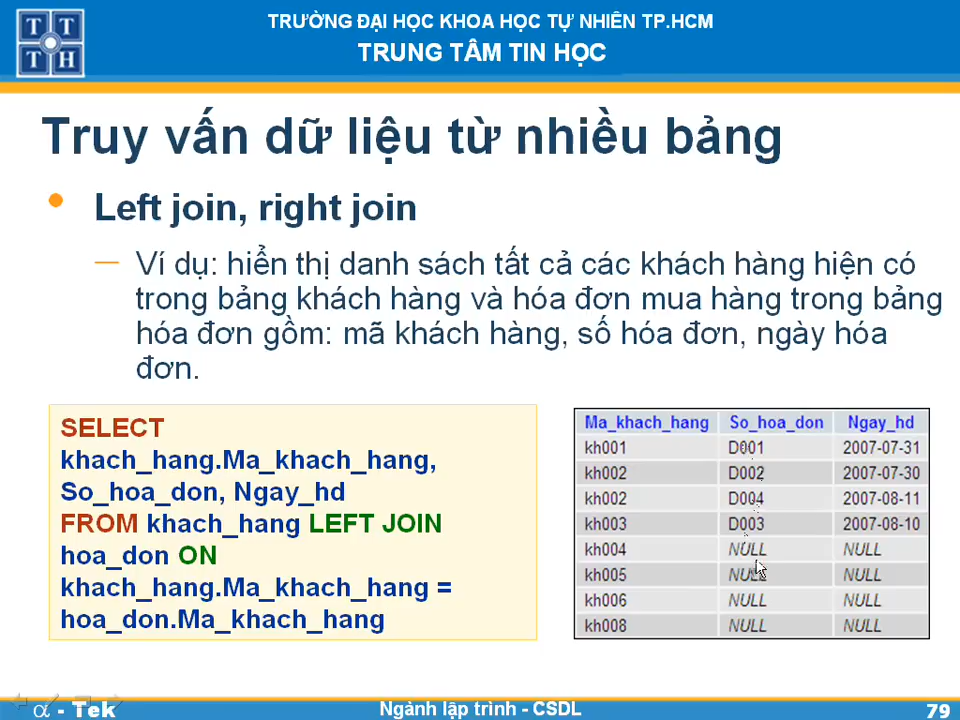 T T
T H
TRƯỜNG ĐẠI HỌC KHOA HỌC TỰ NHIÊN TP.HCM
TRUNG TÂM TIN HỌC
Truy vấn dữ liệu từ nhiều bảng
• Left join, right join
– Ví dụ: hiển thị danh sách tất cả các khách hàng hiện có
trong bảng khách hàng và hóa đơn mua hàng trong bảng
hóa đơn gồm: mã khách hàng, số hóa đơn, ngày hóa
đơn.
SELECT
khach_hang.Ma_khach_hang,
So_hoa_don, Ngay_hd
FROM khach_hang LEFT JOIN
hoa_don ON
khach_hang.Ma_khach_hang =
hoa_don.Ma_khach_hang
Ma_khach_hang So_hoa_don Ngay_hd
kh001 D001 2007-07-31
kh002 D002 2007-07-30
kh002 D004 2007-08-11
kh003 D003 2007-08-10
kh004 NULL NULL
kh005 NULL NULL
kh006 NULL NULL
kh008 NULL NULL
α - Tek
Ngành lập trình - CSDL
79